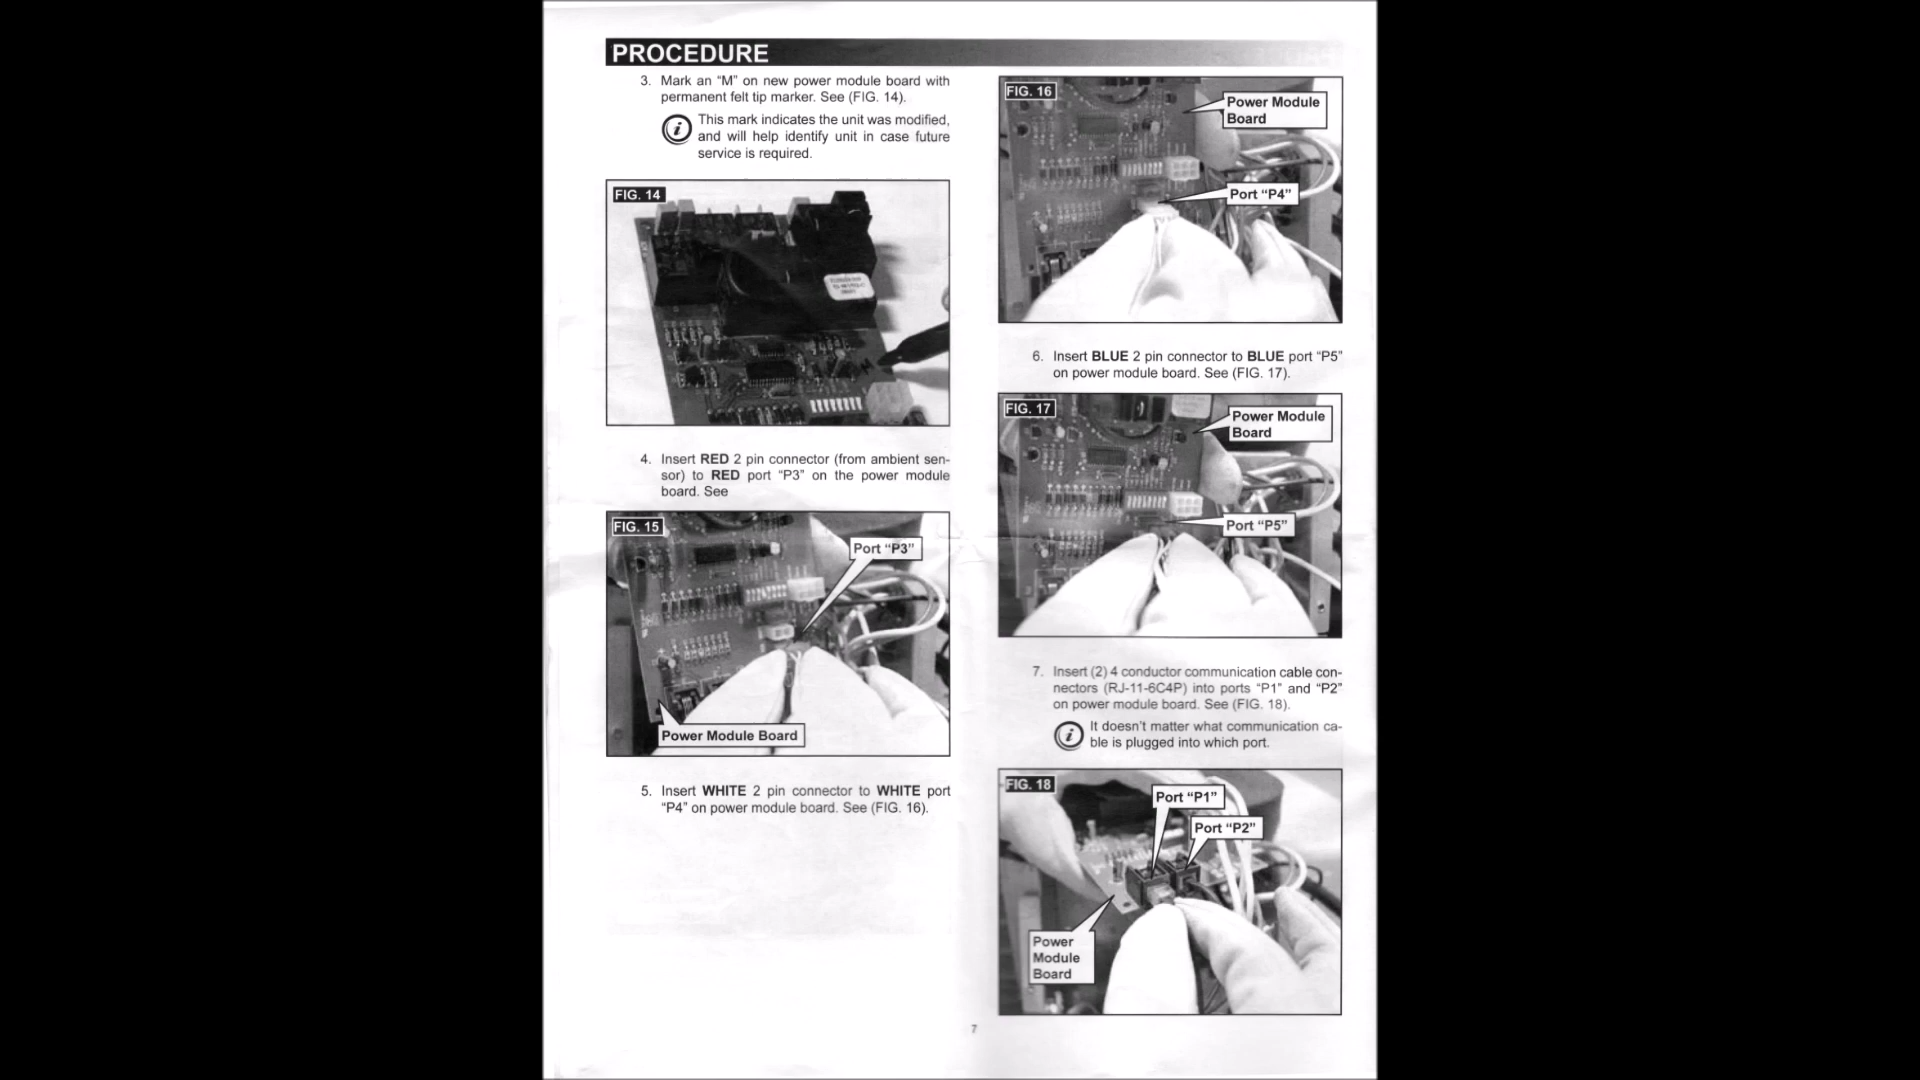 PROCEDURE
3. Mark an “M” on new power module board with
permanent felt tip marker. See (FIG. 14).
This mark indicates the unit was modified,
and will help identify unit in case future
service is required.
FIG. 14
M
4. Insert RED 2 pin connector (from ambient sen-
sor) to RED port “P3” on the power module
board. See
FIG. 15
Port “P3”
Power Module Board
5. Insert WHITE 2 pin connector to WHITE port
“P4” on power module board. See (FIG. 16).
FIG. 16
Power Module
Board
Port “P4”
6. Insert BLUE 2 pin connector to BLUE port “P5”
on power module board. See (FIG. 17).
FIG. 17
Power Module
Board
Port “P5”
7. Insert (2) 4 conductor communication cable con-
nectors (RJ-11-6C4P) into ports “P1” and “P2”
on power module board. See (FIG. 18).
It doesn’t matter what communication ca-
ble is plugged into which port.
FIG. 18
Port “P1”
Port “P2”
Power
Module
Board
7